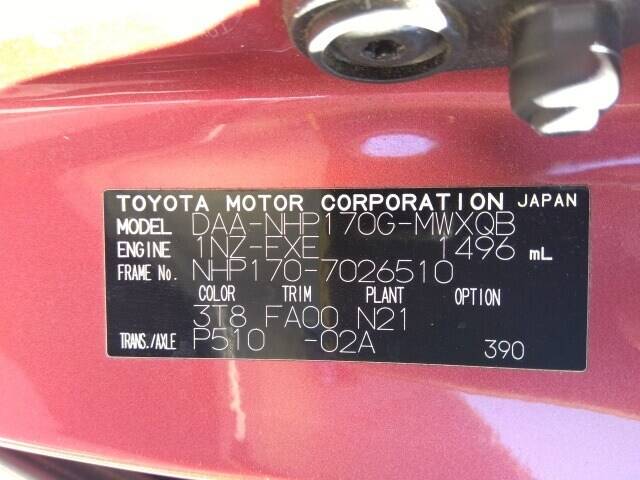 TOYOTA MOTOR CORPORATION JAPAN
MODEL DAA-NHP170G-MWXQB
ENGINE 1NZ-FXE 1496 mL
FRAME No. NHP170-7026510
COLOR TRIM PLANT OPTION
3T8 FA00 N21
TRANS./AXLE P510 -02A 390